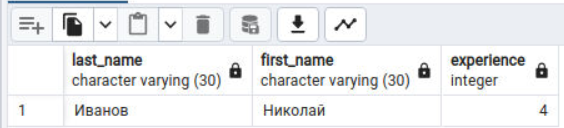 last_name first_name experience
character varying (30) character varying (30) integer
1 Иванов Николай 4